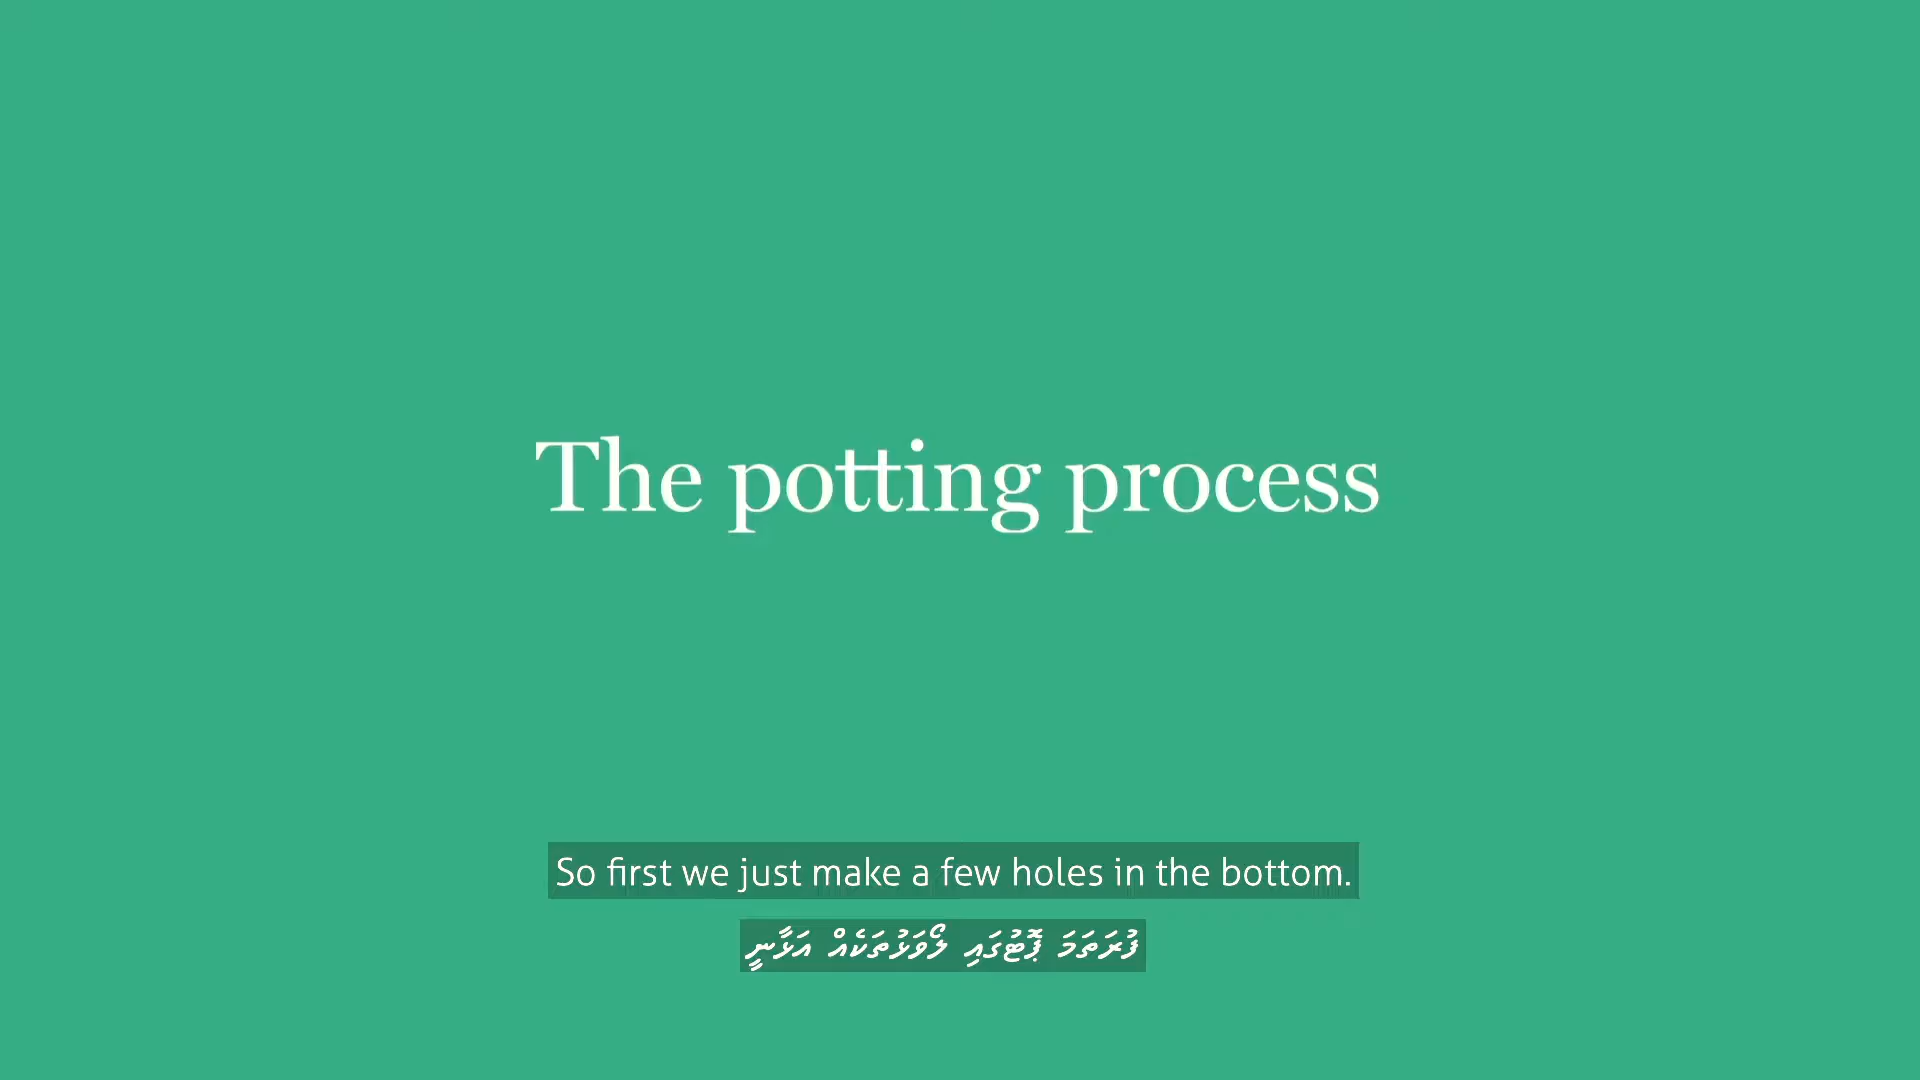 The potting process
So first we just make a few holes in the bottom.
ފުރަތަމަ ޕޮޓުގައި ލޯވަޅުތަކެއް އަޅާނީ